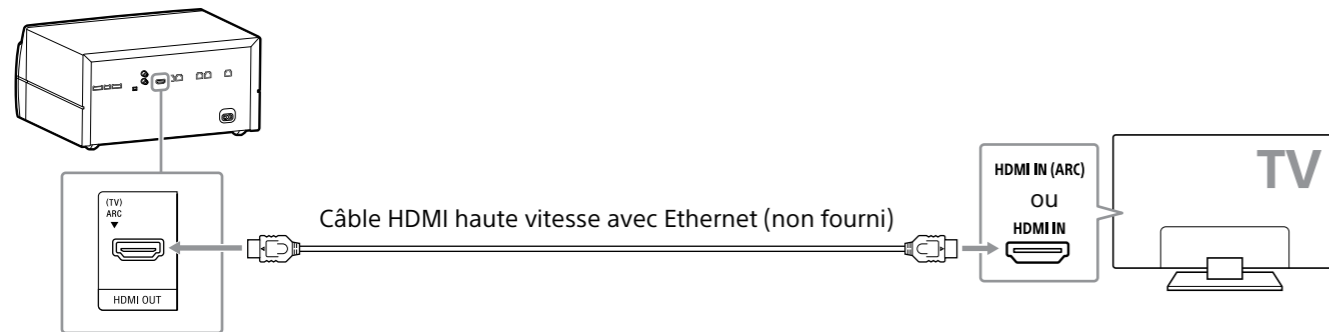 (TV)
ARC
HDMI OUT
Câble HDMI haute vitesse avec Ethernet (non fourni)
HDMI IN (ARC)
ou
HDMI IN
TV